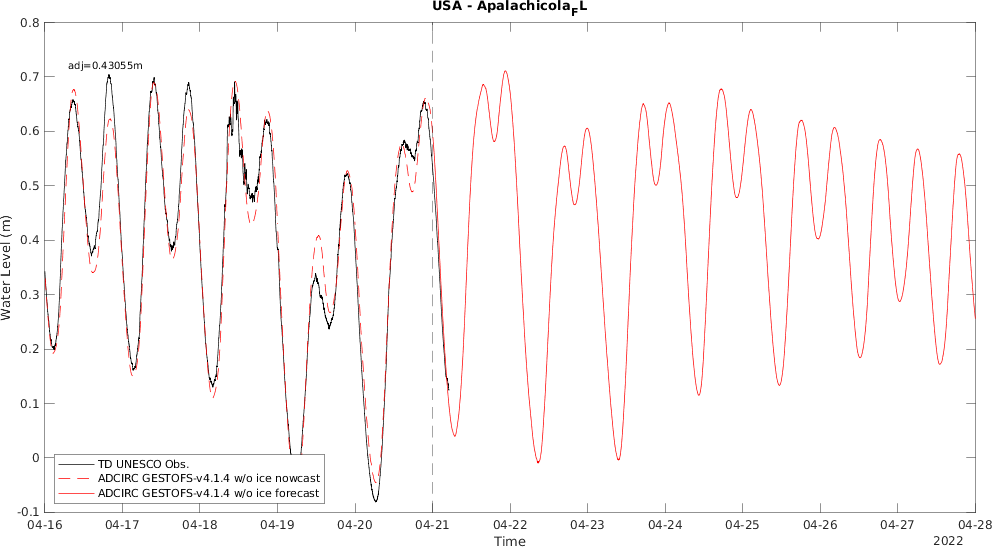 USA - Apalachicola_FL
0.8
0.7
0.6
0.5
0.4
0.3
0.2
0.1
0
-0.1
Water Level (m)
adj=0.43055m
TD UNESCO Obs.
ADCIRC GESTOFS-v4.1.4 w/o ice nowcast
ADCIRC GESTOFS-v4.1.4 w/o ice forecast
04-16 04-17 04-18 04-19 04-20 04-21 04-22 04-23 04-24 04-25 04-26 04-27 04-28
Time
2022